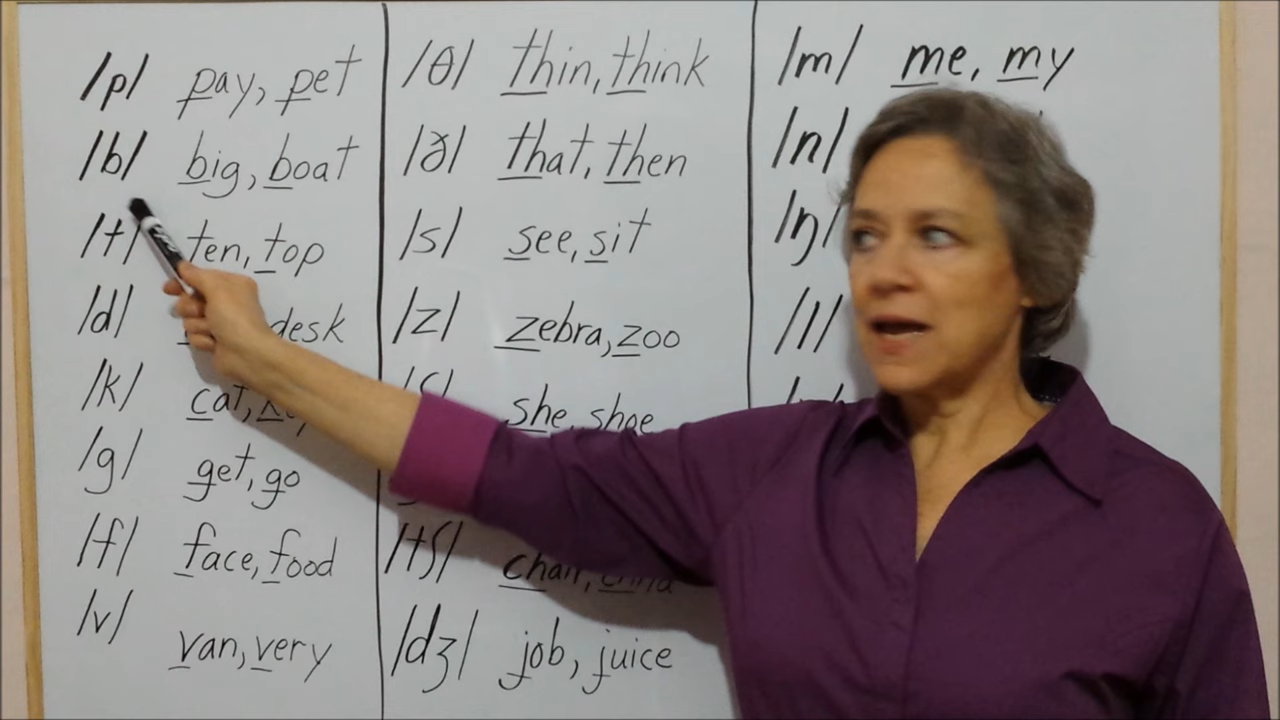 /p/ pay, pet
/b/ big, boat
/t/ ten, top
/d/ desk
/k/ cat,
/g/ get, go
/f/ face, food
/v/ van, very
/θ/ thin, think
/ð/ that, then
/s/ see, sit
/z/ zebra, zoo
she, shoe
/tʃ/ chair,
/dʒ/ job, juice
/m/ me, my
/n/
/ŋ/
/l/